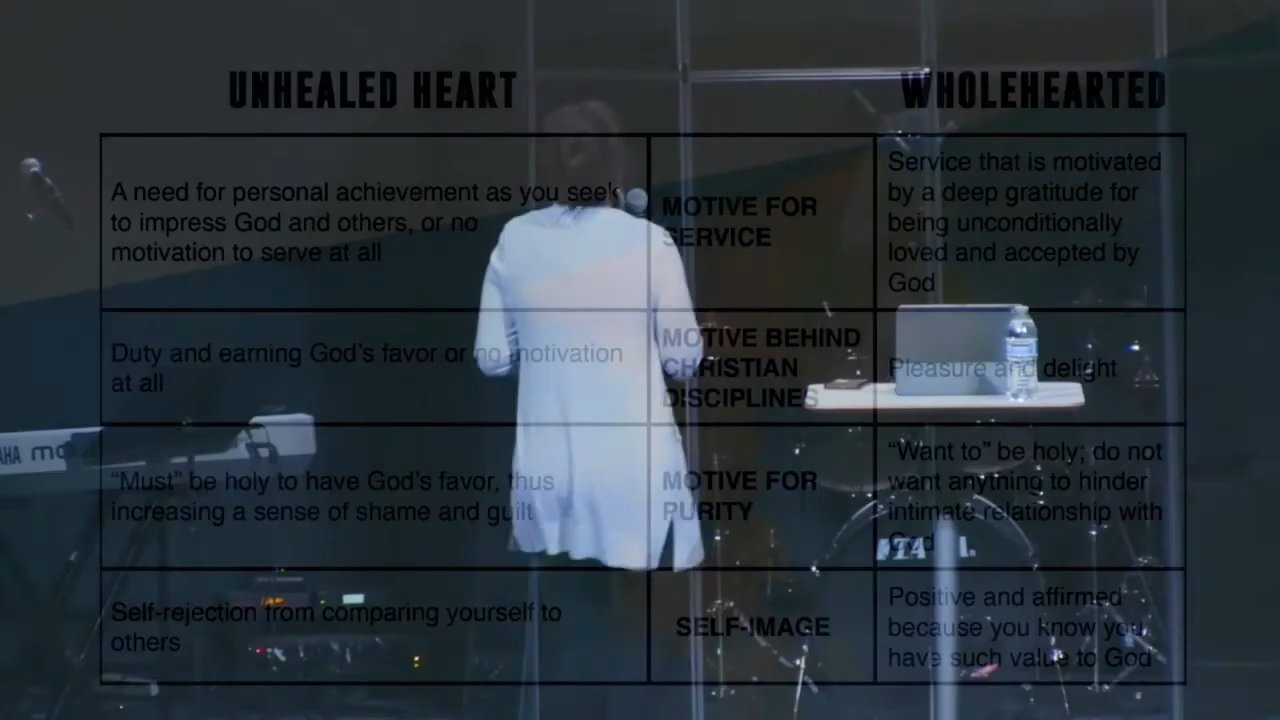 UNHEALED HEART
WHOLEHEARTED
A need for personal achievement as you seek
to impress God and others, or no
motivation to serve at all
MOTIVE FOR
SERVICE
Service that is motivated
by a deep gratitude for
being unconditionally
loved and accepted by
God
Duty and earning God's favor or no motivation
at all
MOTIVE BEHIND
CHRISTIAN
DISCIPLINES
Pleasure and delight
"Must" be holy to have God's favor, thus
increasing a sense of shame and guilt
MOTIVE FOR
PURITY
"Want to" be holy; do not
want anything to hinder
intimate relationship with
God
Self-rejection from comparing yourself to
others
SELF-IMAGE
Positive and affirmed
because you know you
have such value to God